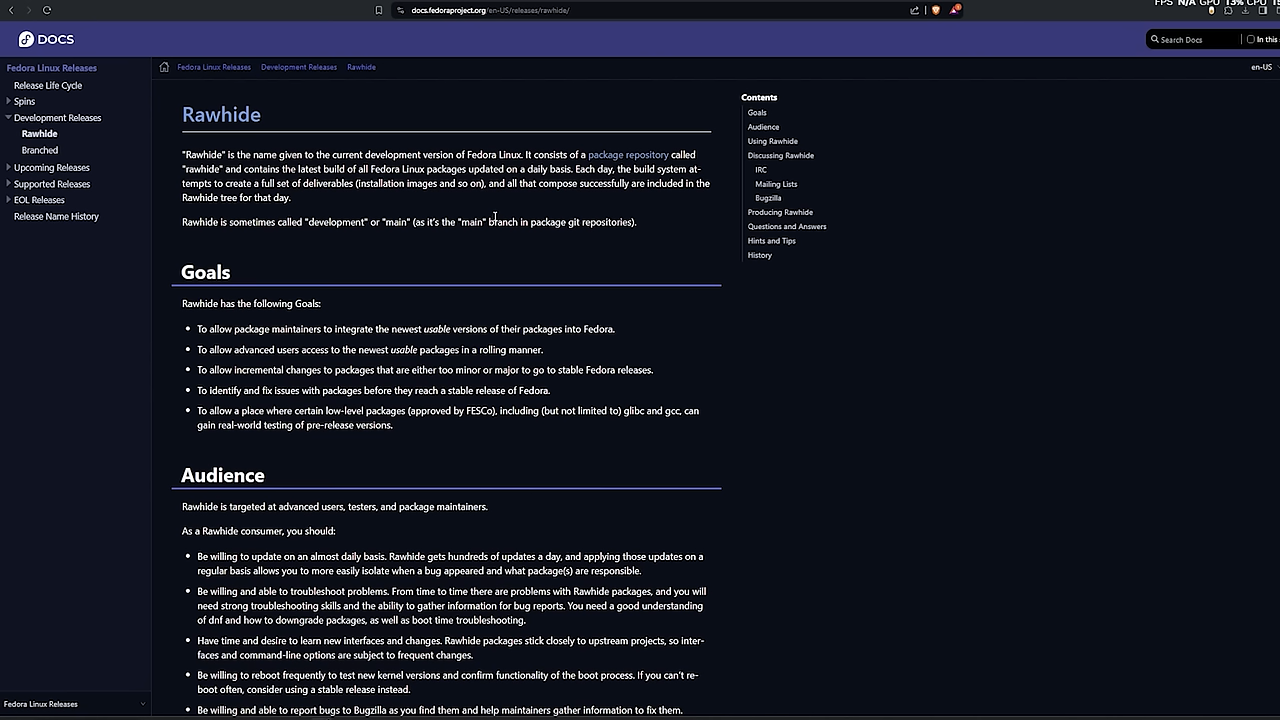 docs.fedoraproject.org/en-US/releases/rawhide/
FPS N/A GPU 13% CPU
DOCS
Search Docs
In this
Fedora Linux Releases
Release Life Cycle
Spins
Development Releases
Rawhide
Branched
Upcoming Releases
Supported Releases
EOL Releases
Release Name History
Fedora Linux Releases
Development Releases
Rawhide
en-US
Rawhide
"Rawhide" is the name given to the current development version of Fedora Linux. It consists of a package repository called
"rawhide" and contains the latest build of all Fedora Linux packages updated on a daily basis. Each day, the build system at-
tempts to create a full set of deliverables (installation images and so on), and all that compose successfully are included in the
Rawhide tree for that day.
Rawhide is sometimes called "development" or "main" (as it's the "main" branch in package git repositories).
Goals
Rawhide has the following Goals:
To allow package maintainers to integrate the newest usable versions of their packages into Fedora.
To allow advanced users access to the newest usable packages in a rolling manner.
To allow incremental changes to packages that are either too minor or major to go to stable Fedora releases.
To identify and fix issues with packages before they reach a stable release of Fedora.
To allow a place where certain low-level packages (approved by FESCo), including (but not limited to) glibc and gcc, can
gain real-world testing of pre-release versions.
Audience
Rawhide is targeted at advanced users, testers, and package maintainers.
As a Rawhide consumer, you should:
Be willing to update on an almost daily basis. Rawhide gets hundreds of updates a day, and applying those updates on a
regular basis allows you to more easily isolate when a bug appeared and what package(s) are responsible.
Be willing and able to troubleshoot problems. From time to time there are problems with Rawhide packages, and you will
need strong troubleshooting skills and the ability to gather information for bug reports. You need a good understanding
of dnf and how to downgrade packages, as well as boot time troubleshooting.
Have time and desire to learn new interfaces and changes. Rawhide packages stick closely to upstream projects, so inter-
faces and command-line options are subject to frequent changes.
Be willing to reboot frequently to test new kernel versions and confirm functionality of the boot process. If you can't re-
boot often, consider using a stable release instead.
Be willing and able to report bugs to Bugzilla as you find them and help maintainers gather information to fix them.
Contents
Goals
Audience
Using Rawhide
Discussing Rawhide
IRC
Mailing Lists
Bugzilla
Producing Rawhide
Questions and Answers
Hints and Tips
History
Fedora Linux Releases